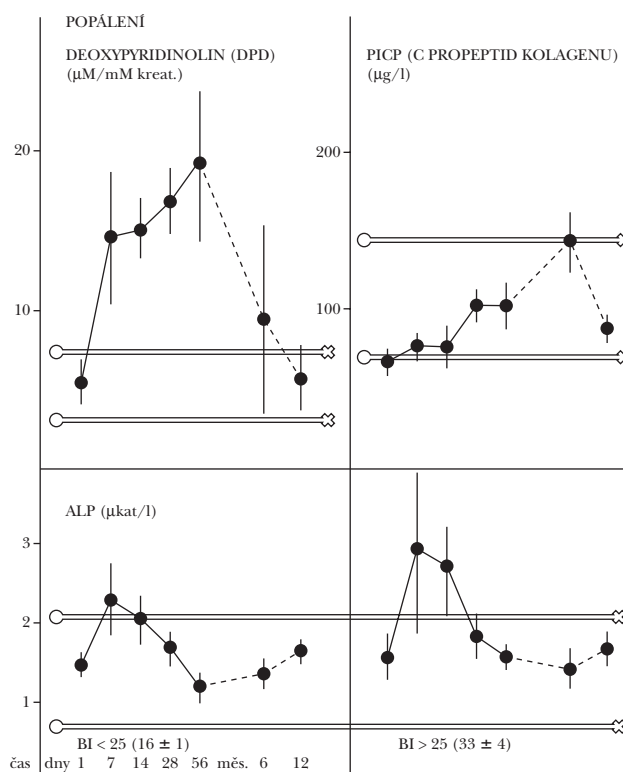 POPÁLENÍ
DEOXYPYRIDINOLIN (DPD)
(μM/mM kreat.)
20
10
PICP (C PROPEPTID KOLAGENU)
(μg/l)
200
100
ALP (μkat/l)
3
2
1
BI < 25 (16 ± 1)
BI > 25 (33 ± 4)
čas dny 1 7 14 28 56 měs. 6 12